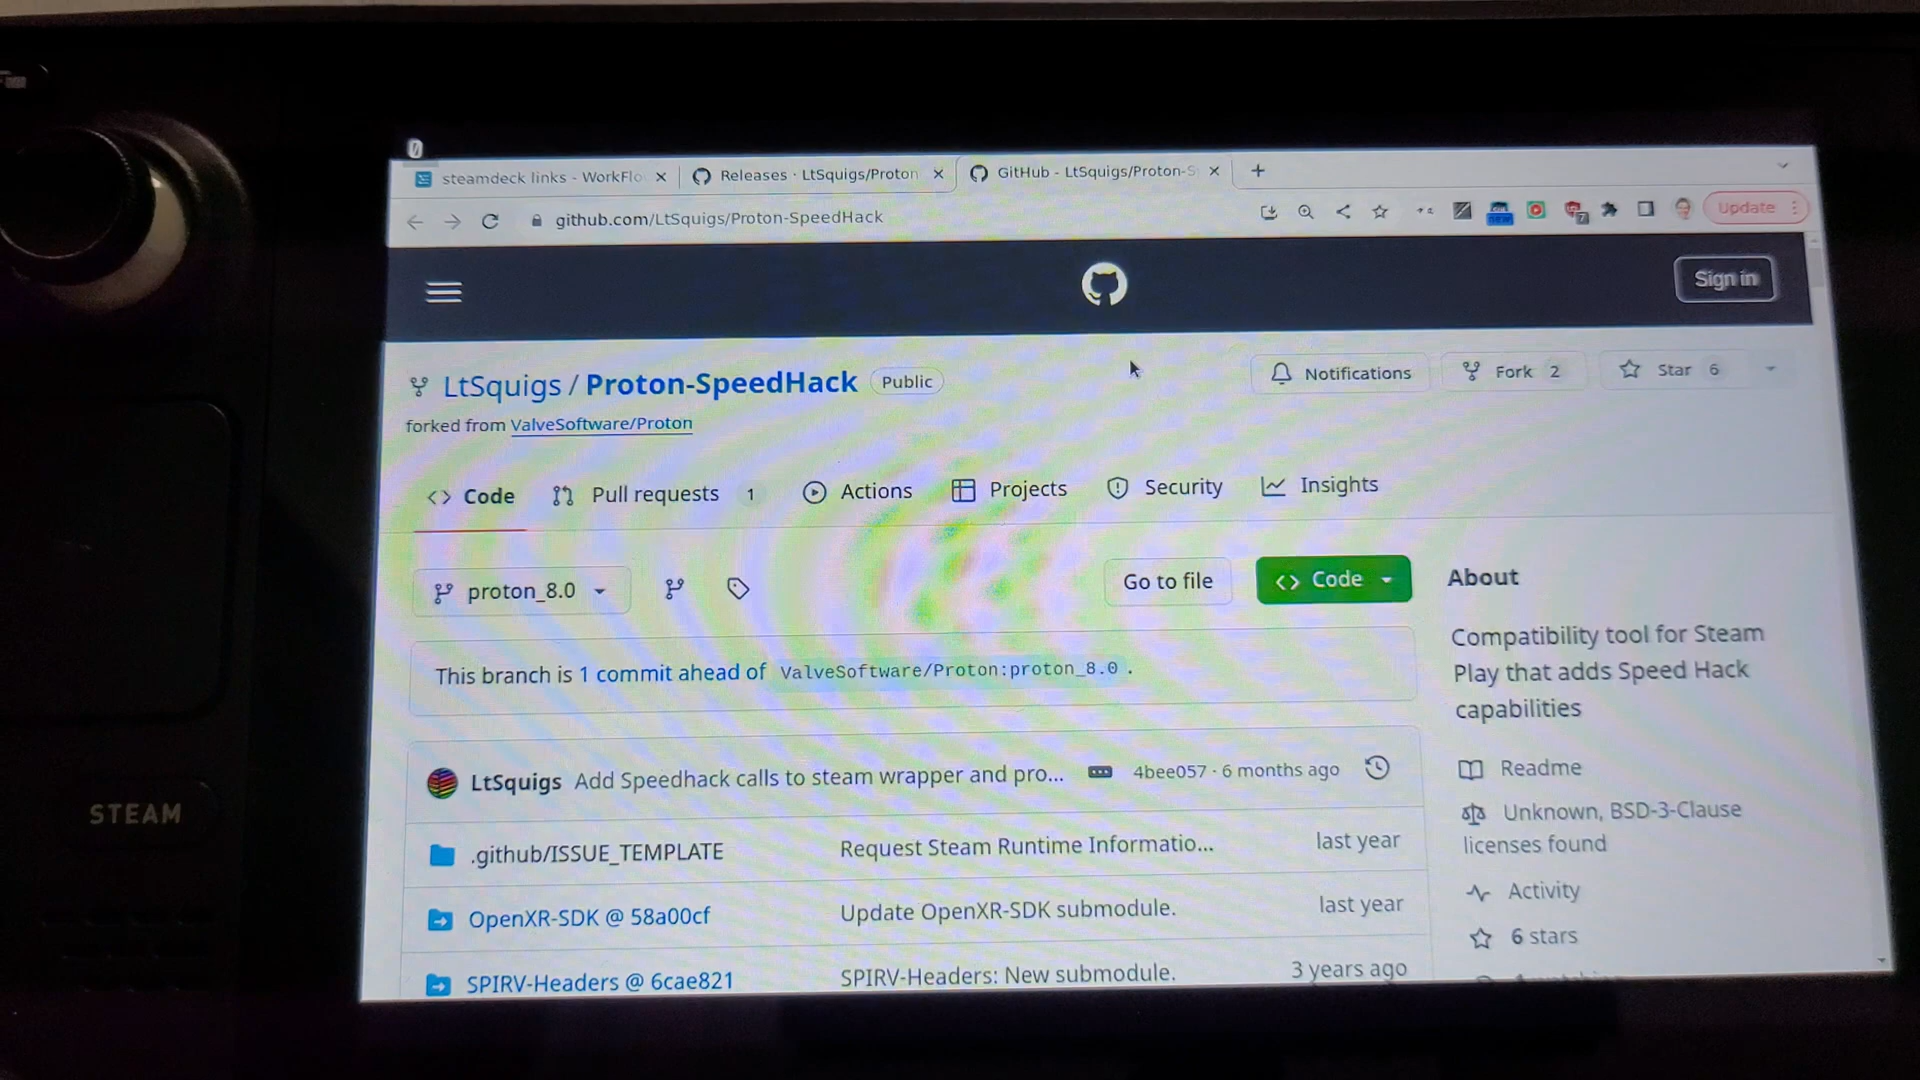 steamdeck links - WorkFlo
Releases · LtSquigs/Proton
GitHub - LtSquigs/Proton-S
github.com/LtSquigs/Proton-SpeedHack
Update
Sign in
LtSquigs / Proton-SpeedHack
Public
Notifications
Fork 2
Star 6
forked from ValveSoftware/Proton
Code
Pull requests 1
Actions
Projects
Security
Insights
proton_8.0
Go to file
Code
About
This branch is 1 commit ahead of ValveSoftware/Proton:proton_8.0 .
Compatibility tool for Steam
Play that adds Speed Hack
capabilities
LtSquigs Add Speedhack calls to steam wrapper and pro... 4bee057 · 6 months ago
Readme
Unknown, BSD-3-Clause
licenses found
.github/ISSUE_TEMPLATE Request Steam Runtime Informatio... last year
Activity
OpenXR-SDK @ 58a00cf Update OpenXR-SDK submodule. last year
6 stars
SPIRV-Headers @ 6cae821 SPIRV-Headers: New submodule. 3 years ago
STEAM